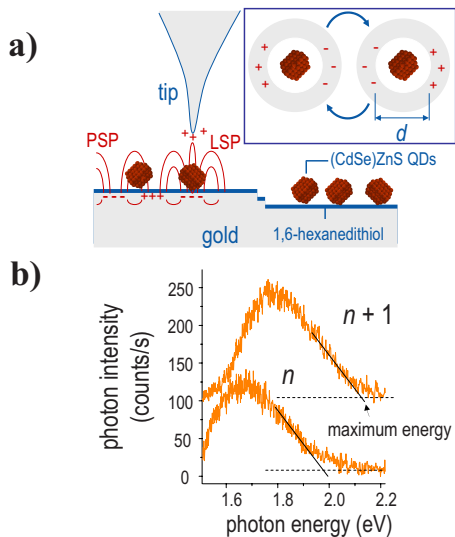 a)
tip
PSP
LSP
+ + + +
- - - -
+ + +
- - - -
gold
+ + + - - -
- - - + + +
d
(CdSe)ZnS QDs
1,6-hexanedithiol
b)
photon intensity
(counts/s)
250
200
150
100
50
0
n + 1
n
maximum energy
1.6 1.8 2.0 2.2
photon energy (eV)